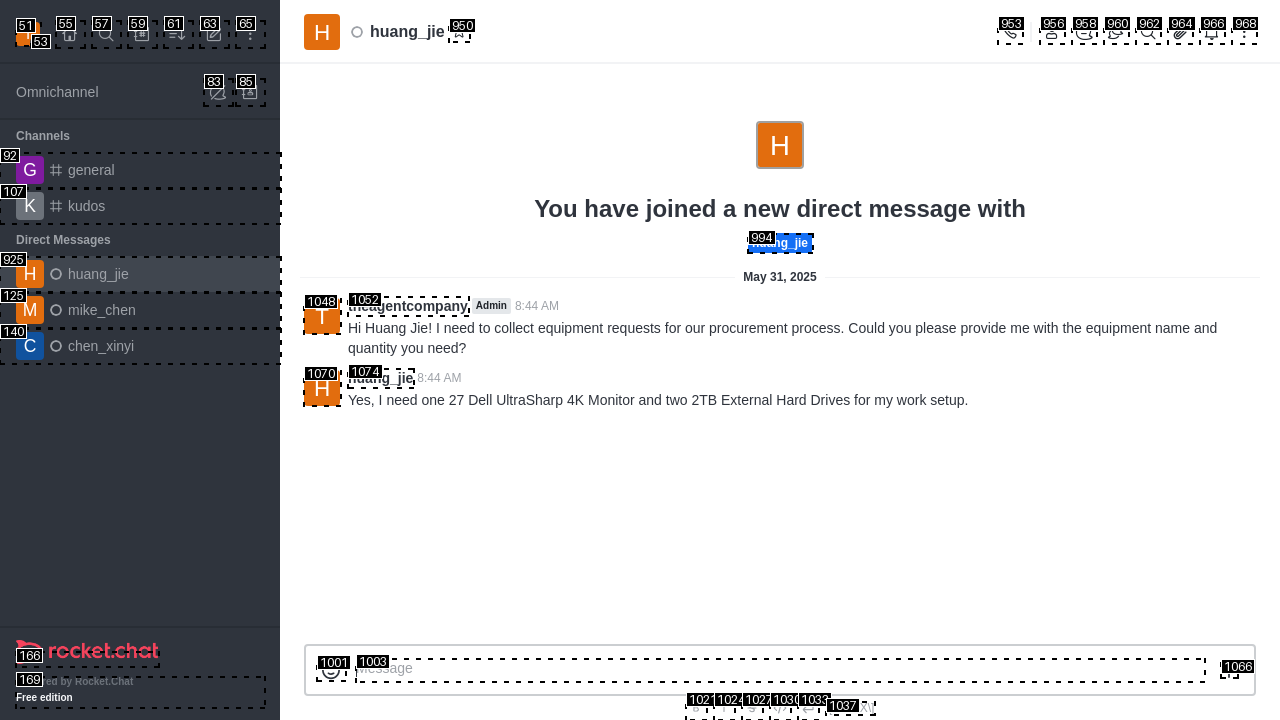 51
53
55
57
59
61
63
65
H
huang_jie
950
953
956
958
960
962
964
966
968
Omnichannel
83
85
Channels
92
G
general
107
K
kudos
Direct Messages
925
H
huang_jie
125
M
mike_chen
140
C
chen_xinyi
H
You have joined a new direct message with
994
huang_jie
May 31, 2025
1048
T
1052
theagentcompany
Admin
8:44 AM
Hi Huang Jie! I need to collect equipment requests for our procurement process. Could you please provide me with the equipment name and
quantity you need?
1070
H
1074
huang_jie
8:44 AM
Yes, I need one 27 Dell UltraSharp 4K Monitor and two 2TB External Hard Drives for my work setup.
rocket.chat
166
169
by Rocket.Chat
Free edition
1001
1003
Message
1066
1024
1037